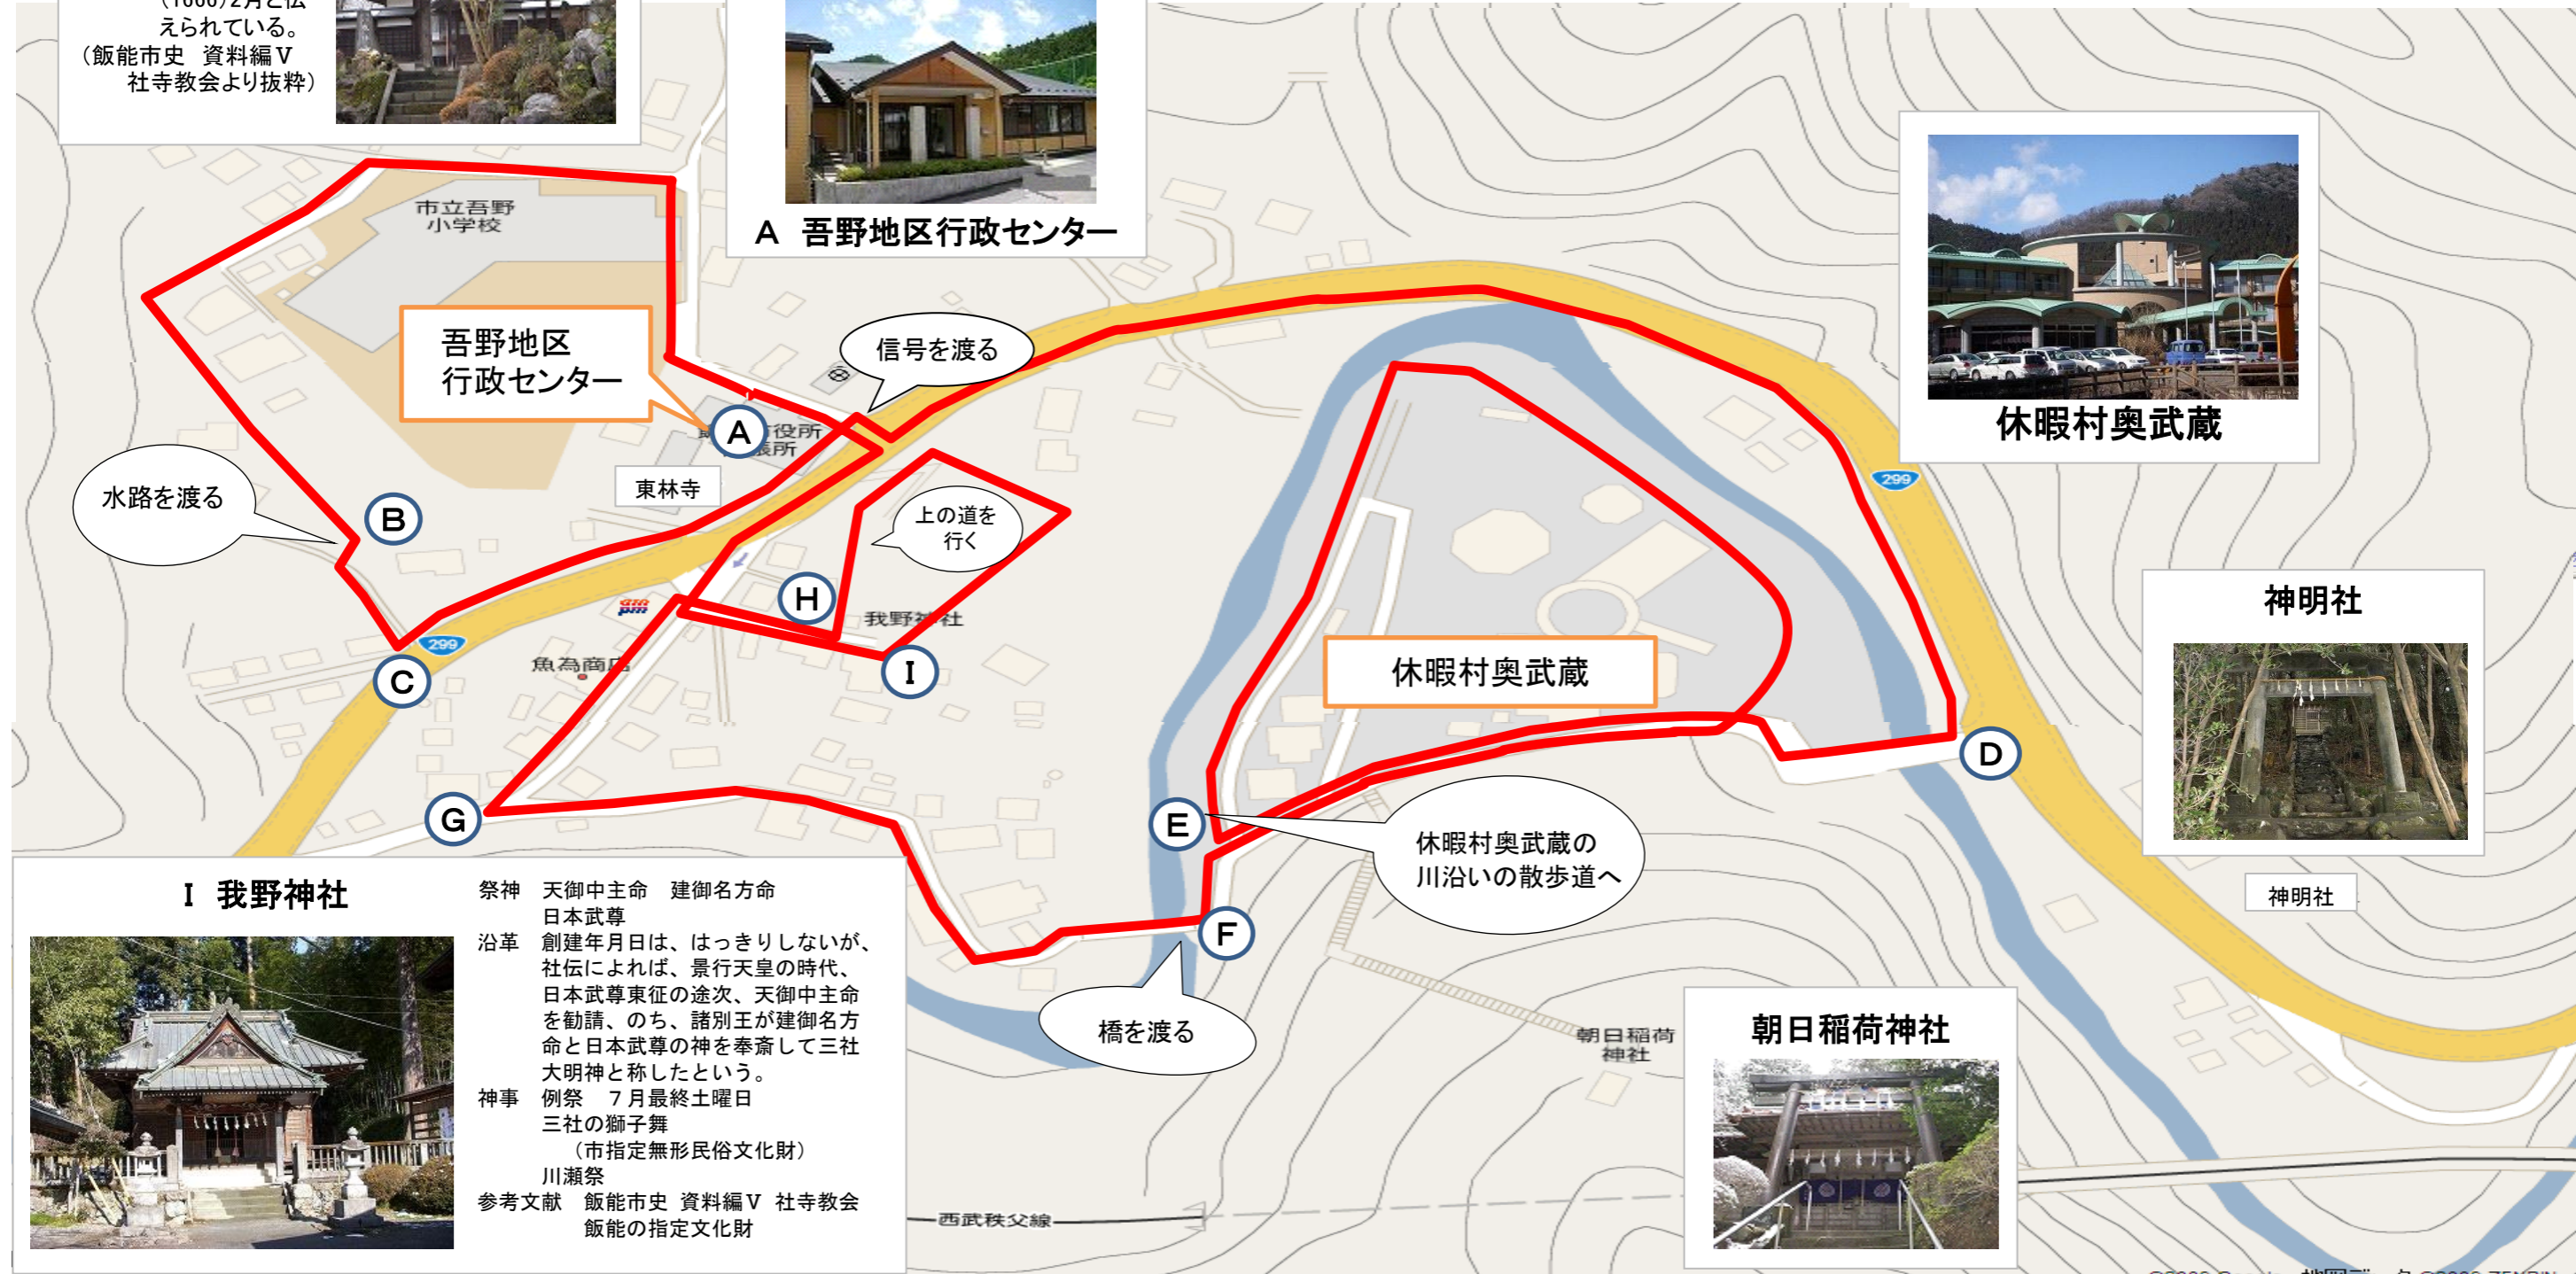 えられている。
(飯能市史 資料編Ⅴ
社寺教会より抜粋)
A 吾野地区行政センター
市立吾野
小学校
吾野地区
行政センター
信号を渡る
休暇村奥武蔵
A
299
水路を渡る
B
東林寺
上の道を
行く
H
我野神社
神明社
299
魚為商店
休暇村奥武蔵
C
I
D
G
E
休暇村奥武蔵の
川沿いの散歩道へ
神明社
F
橋を渡る
朝日稲荷
神社
朝日稲荷神社
I 我野神社
祭神 天御中主命 建御名方命
日本武尊
沿革 創建年月日は、はっきりしないが、
社伝によれば、景行天皇の時代、
日本武尊東征の途次、天御中主命
を勧請、のち、諸別王が建御名方
命と日本武尊の神を奉斎して三社
大明神と称したという。
神事 例祭 7月最終土曜日
三社の獅子舞
(市指定無形民俗文化財)
川瀬祭
参考文献 飯能市史 資料編Ⅴ 社寺教会
飯能の指定文化財
西武秩父線